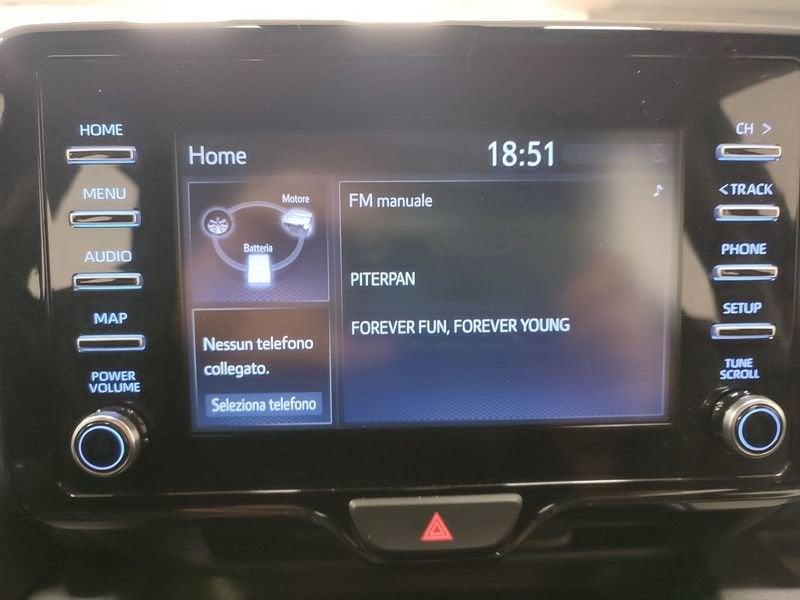 HOME
MENU
AUDIO
MAP
POWER
VOLUME
Home
18:51
Motore
Batteria
Nessun telefono
collegato.
Seleziona telefono
FM manuale
PITERPAN
FOREVER FUN, FOREVER YOUNG
CH >
< TRACK
PHONE
SETUP
TUNE
SCROLL